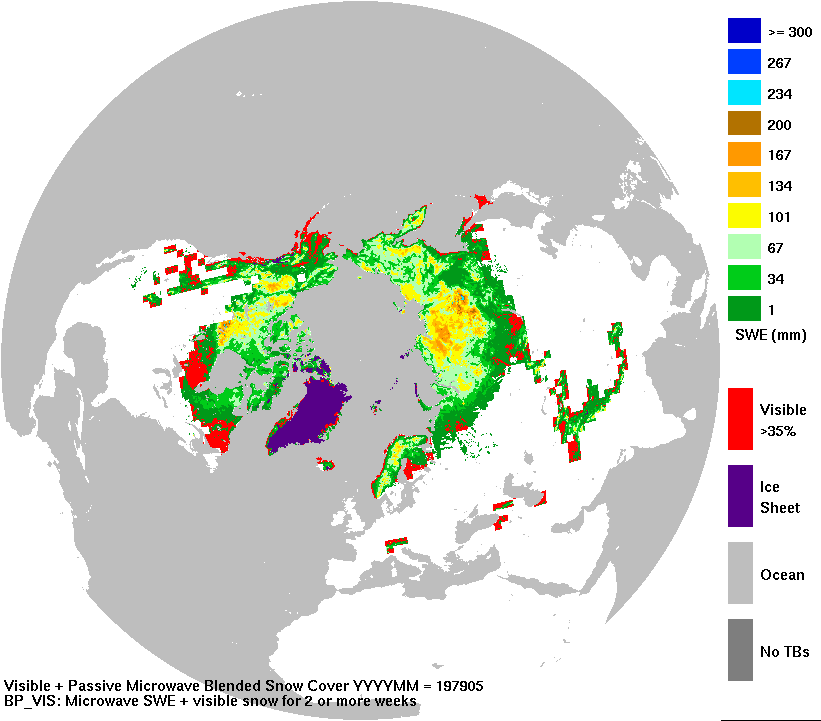 >= 300
267
234
200
167
134
101
67
34
1
SWE (mm)
Visible
>35%
Ice
Sheet
Ocean
No TBs
Visible + Passive Microwave Blended Snow Cover YYYYMM = 197905
BP_VIS: Microwave SWE + visible snow for 2 or more weeks